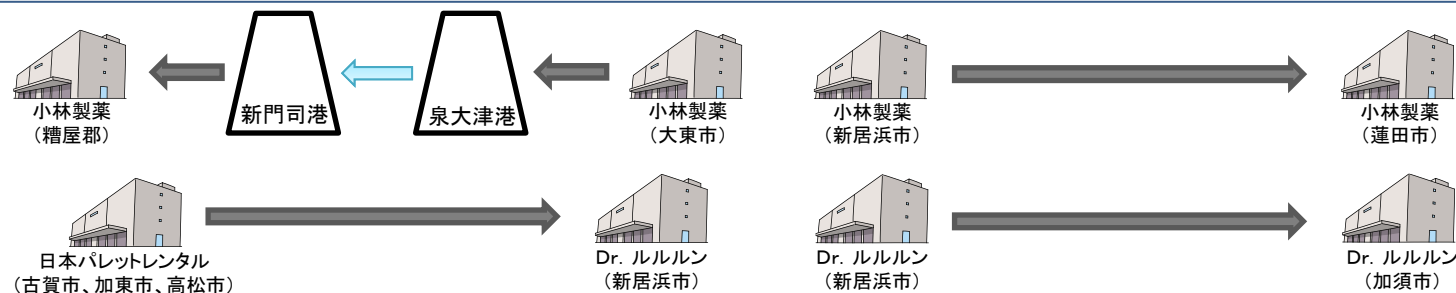 新門司港
泉大津港
小林製薬
（糟屋郡）
小林製薬
（大東市）
小林製薬
（新居浜市）
小林製薬
（蓮田市）
日本パレットレンタル
（古賀市、加東市、高松市）
Dr．ルルルン
（新居浜市）
Dr．ルルルン
（新居浜市）
Dr．ルルルン
（加須市）